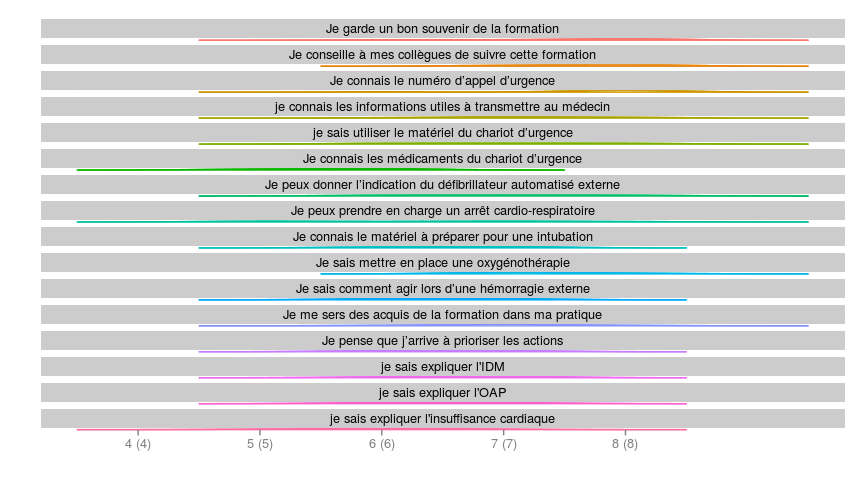 Je garde un bon souvenir de la formation
Je conseille à mes collègues de suivre cette formation
Je connais le numéro d'appel d'urgence
je connais les informations utiles à transmettre au médecin
je sais utiliser le matériel du chariot d'urgence
Je connais les médicaments du chariot d'urgence
Je peux donner l'indication du défibrillateur automatisé externe
Je peux prendre en charge un arrêt cardio-respiratoire
Je connais le matériel à préparer pour une intubation
Je sais mettre en place une oxygénothérapie
Je sais comment agir lors d'une hémorragie externe
Je me sers des acquis de la formation dans ma pratique
Je pense que j'arrive à prioriser les actions
je sais expliquer l'IDM
je sais expliquer l'OAP
je sais expliquer l'insuffisance cardiaque
4 (4) 5 (5) 6 (6) 7 (7) 8 (8)